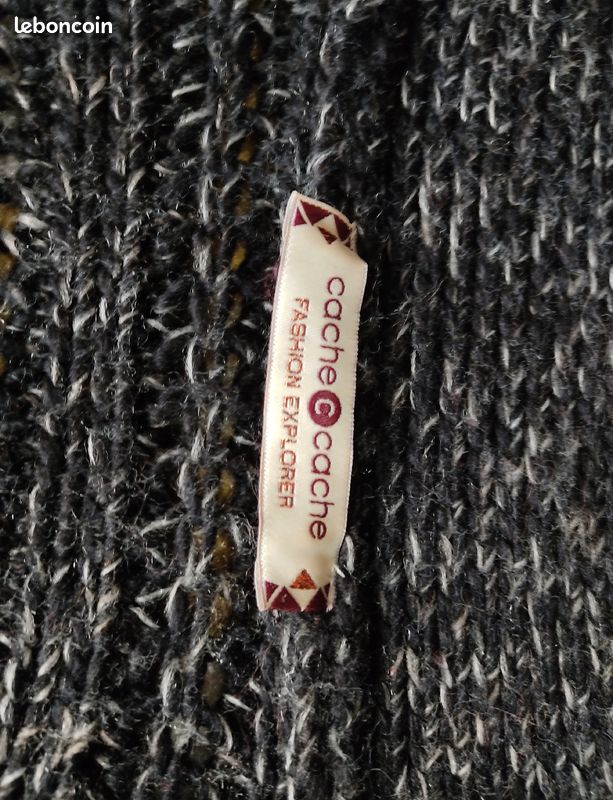 leboncoin
cache C cache
FASHION EXPLORER